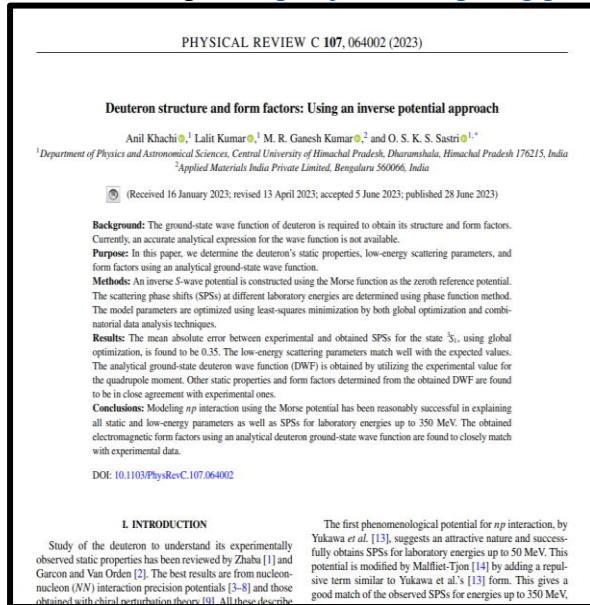 PHYSICAL REVIEW C 107, 064002 (2023)
Deuteron structure and form factors: Using an inverse potential approach
Anil Khachi,1 Lalit Kumar,1 M. R. Ganesh Kumar,2 and O. S. K. S. Sastri1,*
1Department of Physics and Astronomical Sciences, Central University of Himachal Pradesh, Dharamshala, Himachal Pradesh 176215, India
2Applied Materials India Private Limited, Bengaluru 560066, India
(Received 16 January 2023; revised 13 April 2023; accepted 5 June 2023; published 28 June 2023)
Background: The ground-state wave function of deuteron is required to obtain its structure and form factors.
Currently, an accurate analytical expression for the wave function is not available.
Purpose: In this paper, we determine the deuteron's static properties, low-energy scattering parameters, and
form factors using an analytical ground-state wave function.
Methods: An inverse S-wave potential is constructed using the Morse function as the zeroth reference potential.
The scattering phase shifts (SPSs) at different laboratory energies are determined using phase function method.
The model parameters are optimized using least-squares minimization by both global optimization and combi-
natorial data analysis techniques.
Results: The mean absolute error between experimental and obtained SPSs for the state 3S1, using global
optimization, is found to be 0.35. The low-energy scattering parameters match well with the expected values.
The analytical ground-state deuteron wave function (DWF) is obtained by utilizing the experimental value for
the quadrupole moment. Other static properties and form factors determined from the obtained DWF are found
to be in close agreement with experimental ones.
Conclusions: Modeling np interaction using the Morse potential has been reasonably successful in explaining
all static and low-energy parameters as well as SPSs for laboratory energies up to 350 MeV. The obtained
electromagnetic form factors using an analytical deuteron ground-state wave function are found to closely match
with experimental data.
DOI: 10.1103/PhysRevC.107.064002
I. INTRODUCTION
Study of the deuteron to understand its experimentally
observed static properties has been reviewed by Zhaba [1] and
Garcon and Van Orden [2]. The best results are from nucleon-
nucleon (NN) interaction precision potentials [3–8] and those
obtained with chiral perturbation theory [9]. All these describe
The first phenomenological potential for np interaction, by
Yukawa et al. [13], suggests an attractive nature and success-
fully obtains SPSs for laboratory energies up to 50 MeV. This
potential is modified by Malfliet-Tjon [14] by adding a repul-
sive term similar to Yukawa et al.'s [13] form. This gives a
good match of the observed SPSs for energies up to 350 MeV,